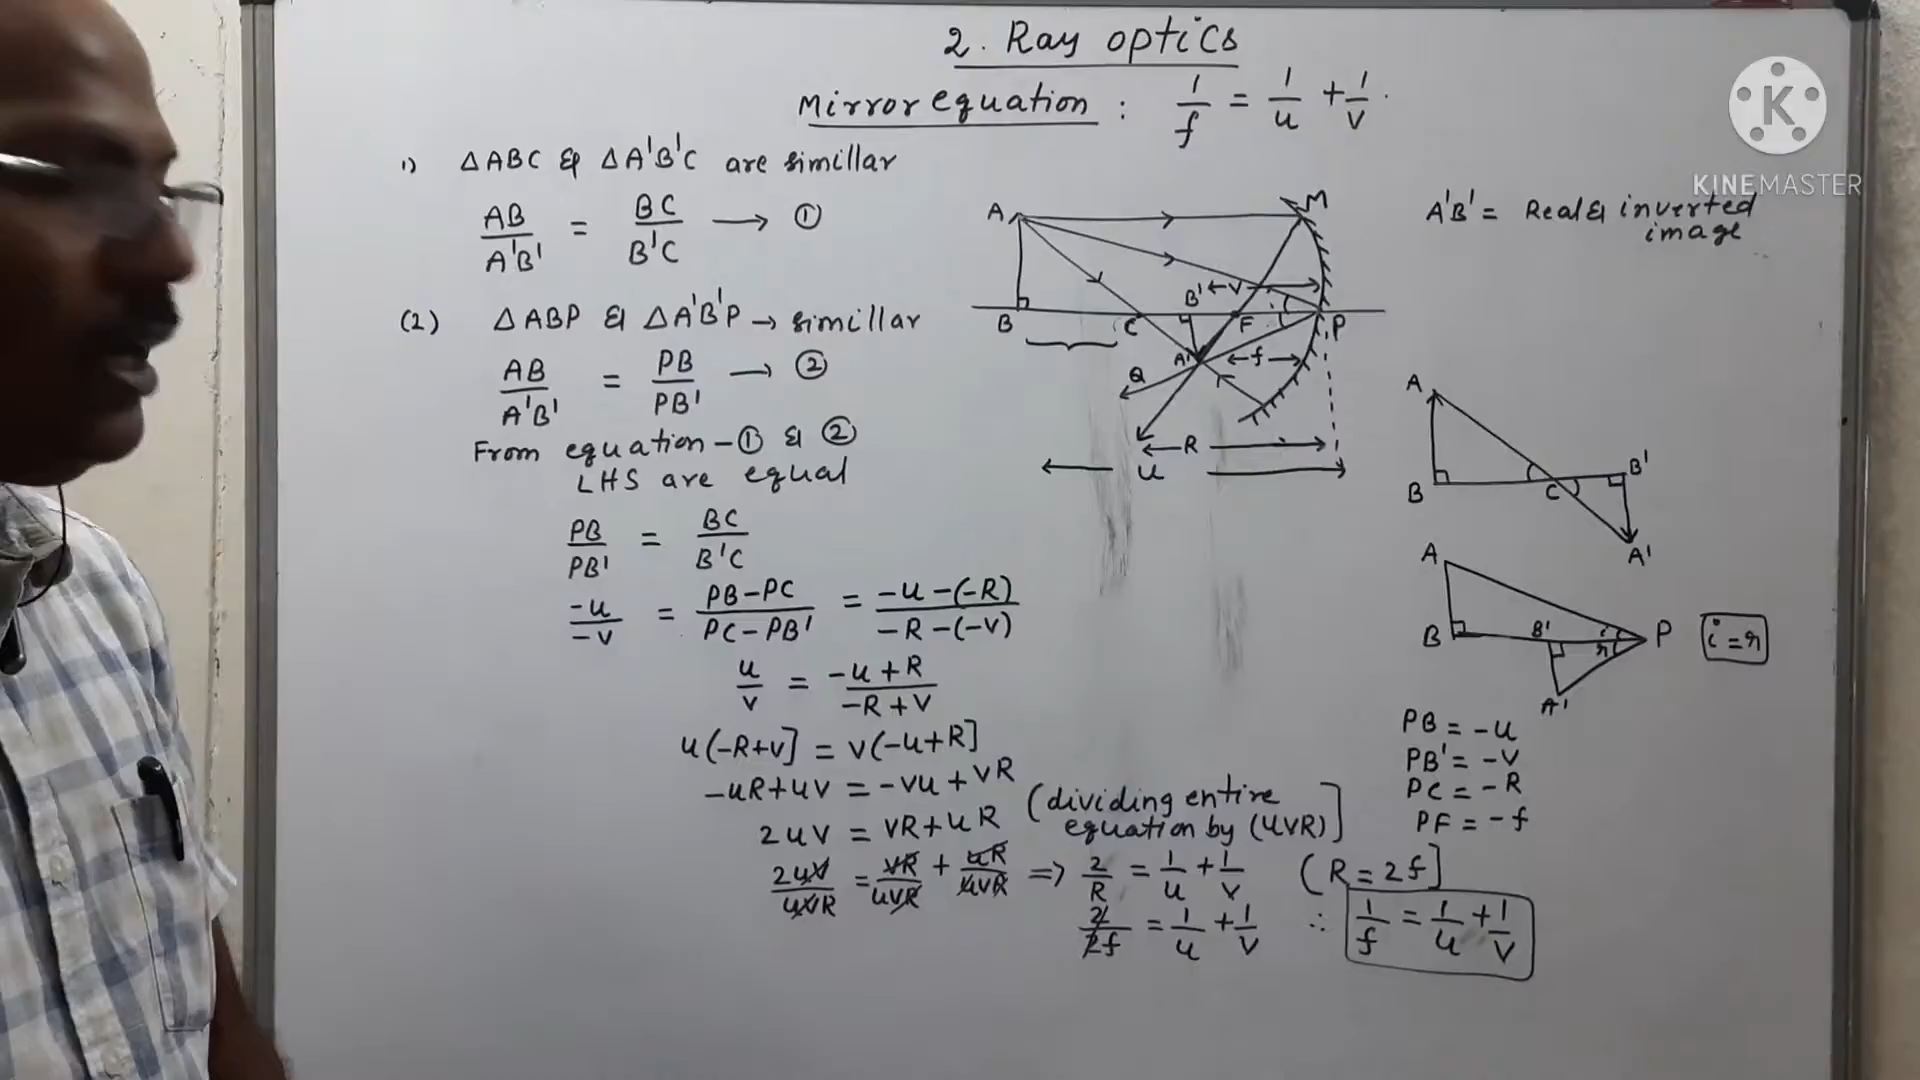 2. Ray optics
Mirror equation : 1/f = 1/u + 1/v .
K
KINEMASTER
1) ΔABC & ΔA'B'C are simillar
AB/A'B' = BC/B'C → ①
(2) ΔABP & ΔA'B'P → simillar
AB/A'B' = PB/PB' → ②
From equation - ① & ②
LHS are equal
PB/PB' = BC/B'C
-u/-v = PB-PC/PC-PB' = -u-(-R)/-R-(-v)
u/v = -u+R/-R+v
u(-R+v] = v(-u+R]
-uR+uv = -vu+vR
2uv = vR+uR (dividing entire equation by (uvR)]
2uv/uvR = vR/uvR + uR/uvR => 2/R = 1/u + 1/v (R = 2f]
2/2f = 1/u + 1/v ∴ 1/f = 1/u + 1/v
A M
B' ←v→
B C F P
A' ←f→
Q
←R→
← u →
A'B' = Real & inverted
image
A
B C B'
A'
A
B B' i P i = r
r
A'
PB = -u
PB' = -v
PC = -R
PF = -f